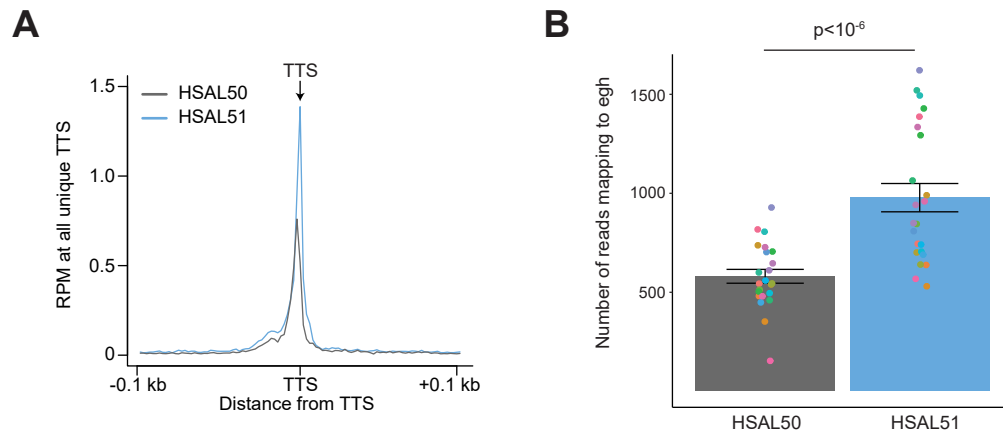 A
TTS
HSAL50
HSAL51
1.5
1.0
0.5
0
RPM at all unique TTS
-0.1 kb
TTS
+0.1 kb
Distance from TTS
B
p<10⁻⁶
1500
1000
500
Number of reads mapping to egh
HSAL50
HSAL51